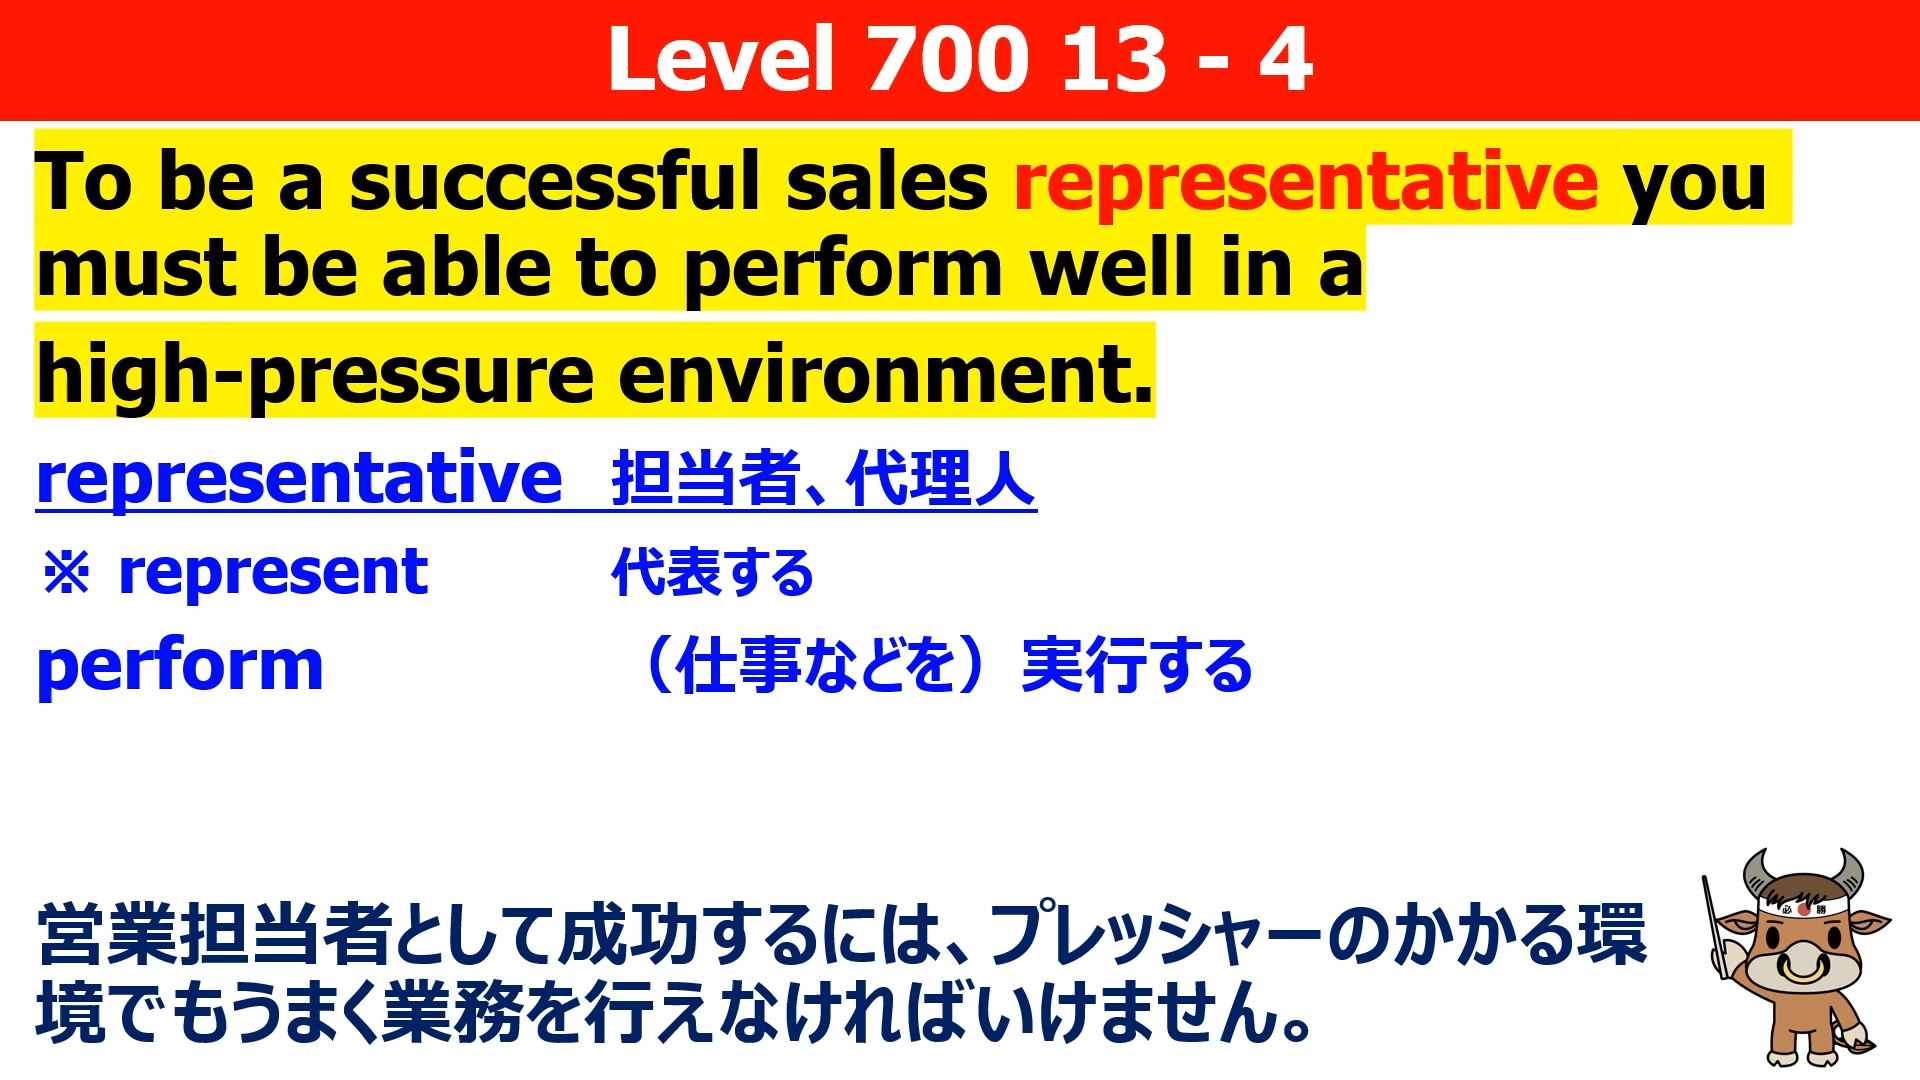 Level 700 13 - 4
To be a successful sales representative you
must be able to perform well in a
high-pressure environment.
representative 担当者、代理人
※ represent 代表する
perform （仕事などを）実行する
営業担当者として成功するには、プレッシャーのかかる環
境でもうまく業務を行えなければいけません。
必勝